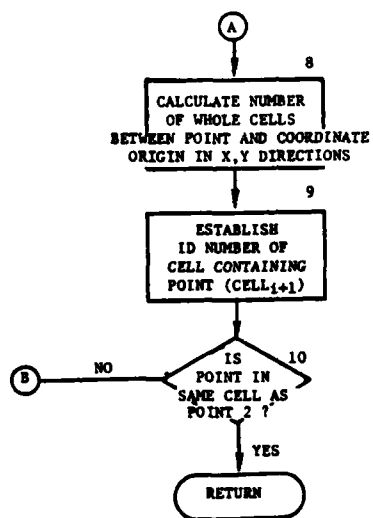 A
8
CALCULATE NUMBER
OF WHOLE CELLS
BETWEEN POINT AND COORDINATE
ORIGIN IN X,Y DIRECTIONS
9
ESTABLISH
ID NUMBER OF
CELL CONTAINING
POINT (CELLi+1)
10
IS
POINT IN
SAME CELL AS
POINT 2 ?
NO
B
YES
RETURN